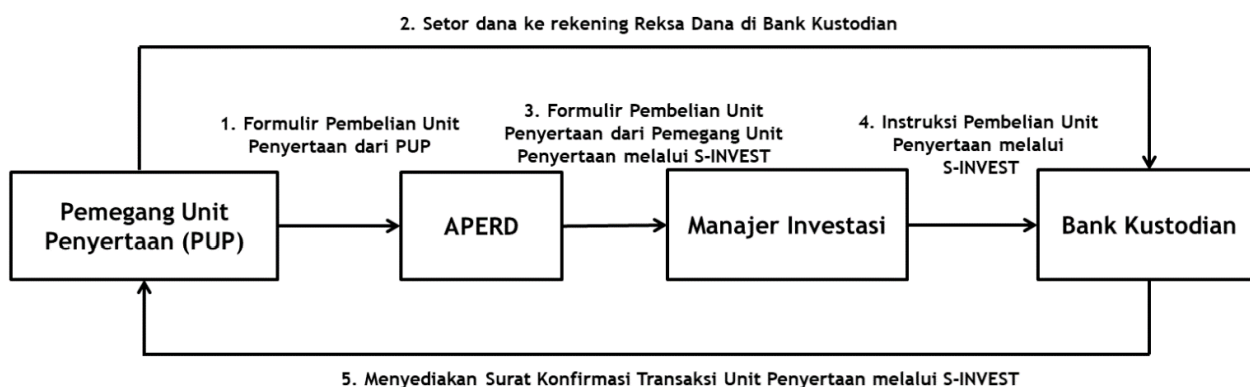 2. Setor dana ke rekening Reksa Dana di Bank Kustodian
1. Formulir Pembelian Unit
Penyertaan dari PUP
3. Formulir Pembelian Unit
Penyertaan dari Pemegang Unit
Penyertaan melalui S-INVEST
4. Instruksi Pembelian Unit
Penyertaan melalui
S-INVEST
Pemegang Unit
Penyertaan (PUP)
APERD
Manajer Investasi
Bank Kustodian
5. Menyediakan Surat Konfirmasi Transaksi Unit Penyertaan melalui S-INVEST